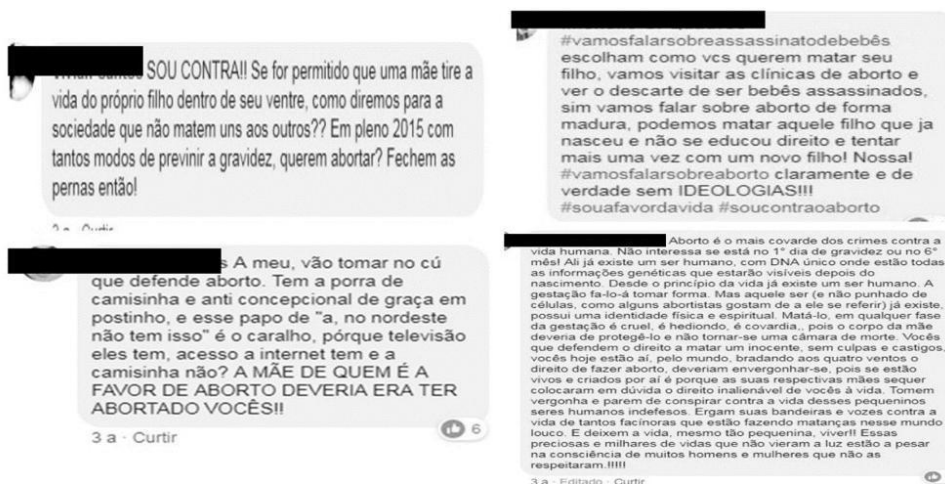 SOU CONTRA!! Se for permitido que uma mãe tire a
vida do próprio filho dentro de seu ventre, como diremos para a
sociedade que não matem uns aos outros?? Em pleno 2015 com
tantos modos de previnir a gravidez, querem abortar? Fechem as
pernas então!
#vamosfalarsobreassassinatodebebês
escolham como vcs querem matar seu
filho, vamos visitar as clínicas de aborto e
ver o descarte de ser bebês assassinados,
sim vamos falar sobre aborto de forma
madura, podemos matar aquele filho que ja
nasceu e não se educou direito e tentar
mais uma vez com um novo filho! Nossa!
#vamosfalarsobreaborto claramente e de
verdade sem IDEOLOGIAS!!!
#souafavordavida #soucontraoaborto
s A meu, vão tomar no cú
que defende aborto. Tem a porra de
camisinha e anti concepcional de graça em
postinho, e esse papo de "a, no nordeste
não tem isso" é o caralho, pórque televisão
eles tem, acesso a internet tem e a
camisinha não? A MÃE DE QUEM É A
FAVOR DE ABORTO DEVERIA ERA TER
ABORTADO VOCÊS!!
3 a · Curtir
6
Aborto é o mais covarde dos crimes contra a
vida humana. Não interessa se está no 1° dia de gravidez ou no 6°
mês! Ali já existe um ser humano, com DNA único onde estão todas
as informações genéticas que estarão visíveis depois do
nascimento. Desde o princípio da vida já existe um ser humano. A
gestação fa-lo-á tomar forma. Mas aquele ser (e não punhado de
células, como alguns abortistas gostam de a ele se referir) já existe,
possui uma identidade física e espiritual. Matá-lo, em qualquer fase
da gestação é cruel, é hediondo, é covardia,, pois o corpo da mãe
deveria de protegê-lo e não tornar-se uma câmara de morte. Vocês
que defendem o direito a matar um inocente, sem culpas e castigos,
vocês hoje estão aí, pelo mundo, bradando aos quatro ventos o
direito de fazer aborto, deveriam envergonhar-se, pois se estão
vivos e criados por aí é porque as suas respectivas mães sequer
colocaram em dúvida o direito inalienável de vocês à vida. Tomem
vergonha e parem de conspirar contra a vida desses pequeninos
seres humanos indefesos. Ergam suas bandeiras e vozes contra a
vida de tantos facínoras que estão fazendo matanças nesse mundo
louco. E deixem a vida, mesmo tão pequenina, viver!! Essas
preciosas e milhares de vidas que não vieram a luz estão a pesar
na consciência de muitos homens e mulheres que não as
respeitaram.!!!!!
3 a · Editado · Curtir